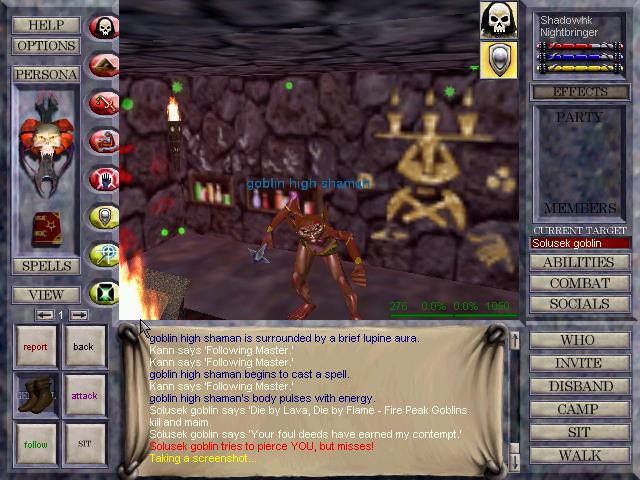 HELP
OPTIONS
PERSONA
SPELLS
VIEW
1
report
back
attack
follow
SIT
goblin high shaman
276 0.0% 0.0% 1050
goblin high shaman is surrounded by a brief lupine aura.
Kann says 'Following Master.'
Kann says 'Following Master.'
goblin high shaman begins to cast a spell.
Kann says 'Following Master.'
goblin high shaman's body pulses with energy.
Solusek goblin says 'Die by Lava, Die by Flame - Fire Peak Goblins
kill and maim.
Solusek goblin says 'Your foul deeds have earned my contempt.'
Solusek goblin tries to pierce YOU, but misses!
Taking a screenshot...
Shadowhk
Nightbringer
EFFECTS
PARTY
MEMBERS
CURRENT TARGET
Solusek goblin
ABILITIES
COMBAT
SOCIALS
WHO
INVITE
DISBAND
CAMP
SIT
WALK